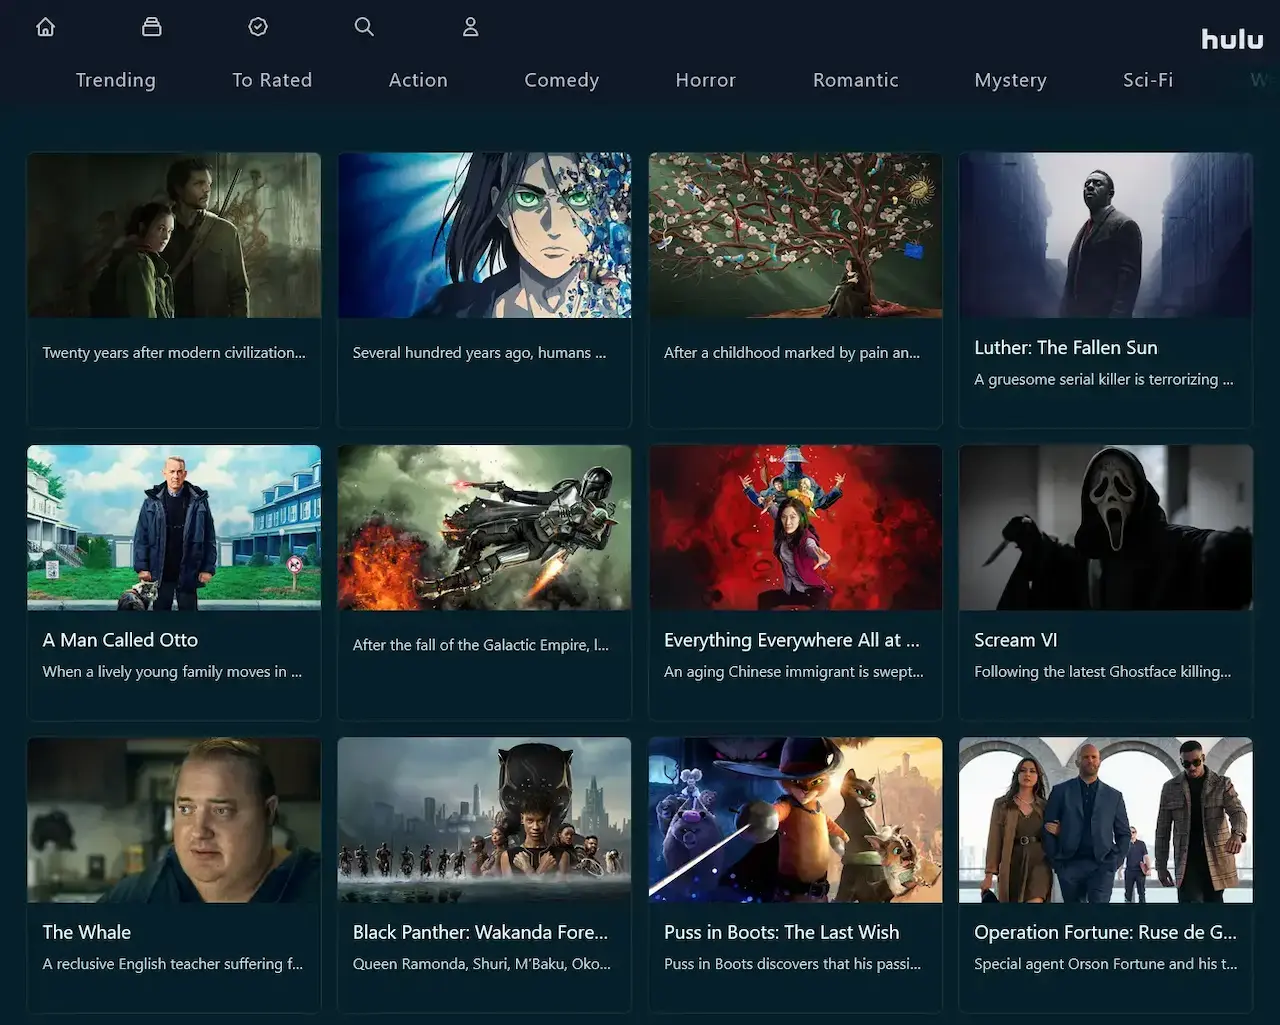 hulu
Trending
To Rated
Action
Comedy
Horror
Romantic
Mystery
Sci-Fi
W
Twenty years after modern civilization...
Several hundred years ago, humans ...
After a childhood marked by pain an...
Luther: The Fallen Sun
A gruesome serial killer is terrorizing ...
A Man Called Otto
When a lively young family moves in ...
After the fall of the Galactic Empire, l...
Everything Everywhere All at ...
An aging Chinese immigrant is swept...
Scream VI
Following the latest Ghostface killing...
The Whale
A reclusive English teacher suffering f...
Black Panther: Wakanda Fore...
Queen Ramonda, Shuri, M’Baku, Oko...
Puss in Boots: The Last Wish
Puss in Boots discovers that his passi...
Operation Fortune: Ruse de G...
Special agent Orson Fortune and his t...